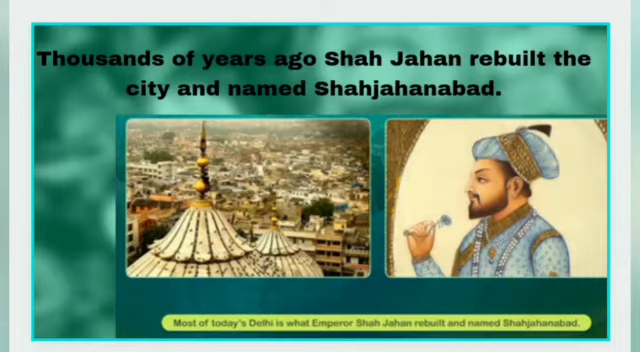 Thousands of years ago Shah Jahan rebuilt the
city and named Shahjahanabad.
Most of today's Delhi is what Emperor Shah Jahan rebuilt and named Shahjahanabad.